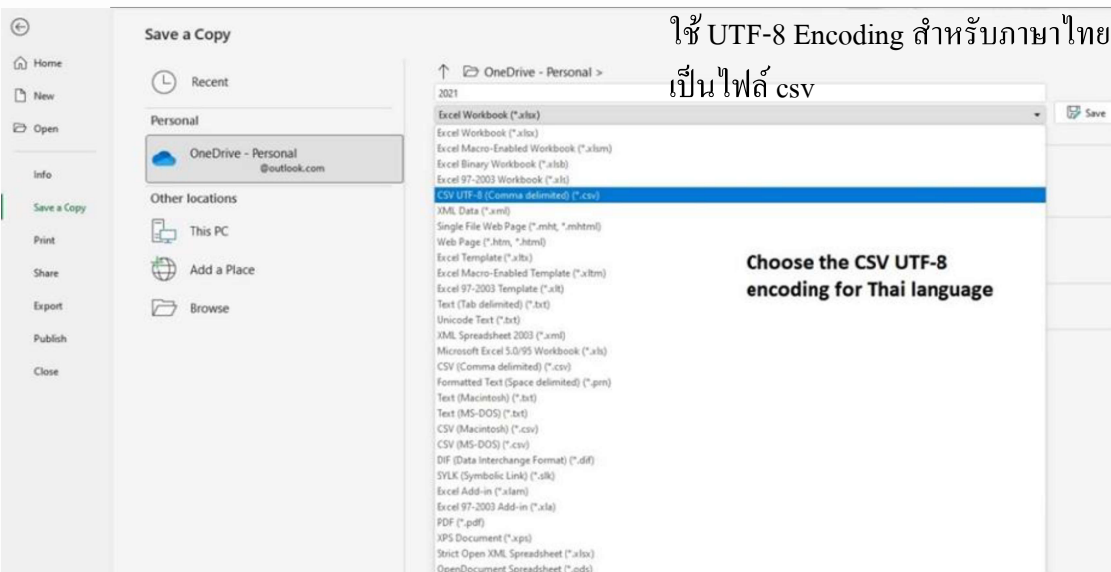 Save a Copy
ใช้ UTF-8 Encoding สำหรับภาษาไทย
เป็นไฟล์ csv
Home
New
Open
Info
Save a Copy
Print
Share
Export
Publish
Close
Recent
Personal
OneDrive - Personal
@outlook.com
Other locations
This PC
Add a Place
Browse
OneDrive - Personal >
2021
Excel Workbook (*.xlsx)
Save
Excel Workbook (*.xlsx)
Excel Macro-Enabled Workbook (*.xlsm)
Excel Binary Workbook (*.xlsb)
Excel 97-2003 Workbook (*.xls)
CSV UTF-8 (Comma delimited) (*.csv)
XML Data (*.xml)
Single File Web Page (*.mht, *.mhtml)
Web Page (*.htm, *.html)
Excel Template (*.xltx)
Excel Macro-Enabled Template (*.xltm)
Excel 97-2003 Template (*.xlt)
Text (Tab delimited) (*.txt)
Unicode Text (*.txt)
XML Spreadsheet 2003 (*.xml)
Microsoft Excel 5.0/95 Workbook (*.xls)
CSV (Comma delimited) (*.csv)
Formatted Text (Space delimited) (*.prn)
Text (Macintosh) (*.txt)
Text (MS-DOS) (*.txt)
CSV (Macintosh) (*.csv)
CSV (MS-DOS) (*.csv)
DIF (Data Interchange Format) (*.dif)
SYLK (Symbolic Link) (*.slk)
Excel Add-in (*.xlam)
Excel 97-2003 Add-in (*.xla)
PDF (*.pdf)
XPS Document (*.xps)
Strict Open XML Spreadsheet (*.xlsx)
OpenDocument Spreadsheet (*.ods)
Choose the CSV UTF-8
encoding for Thai language